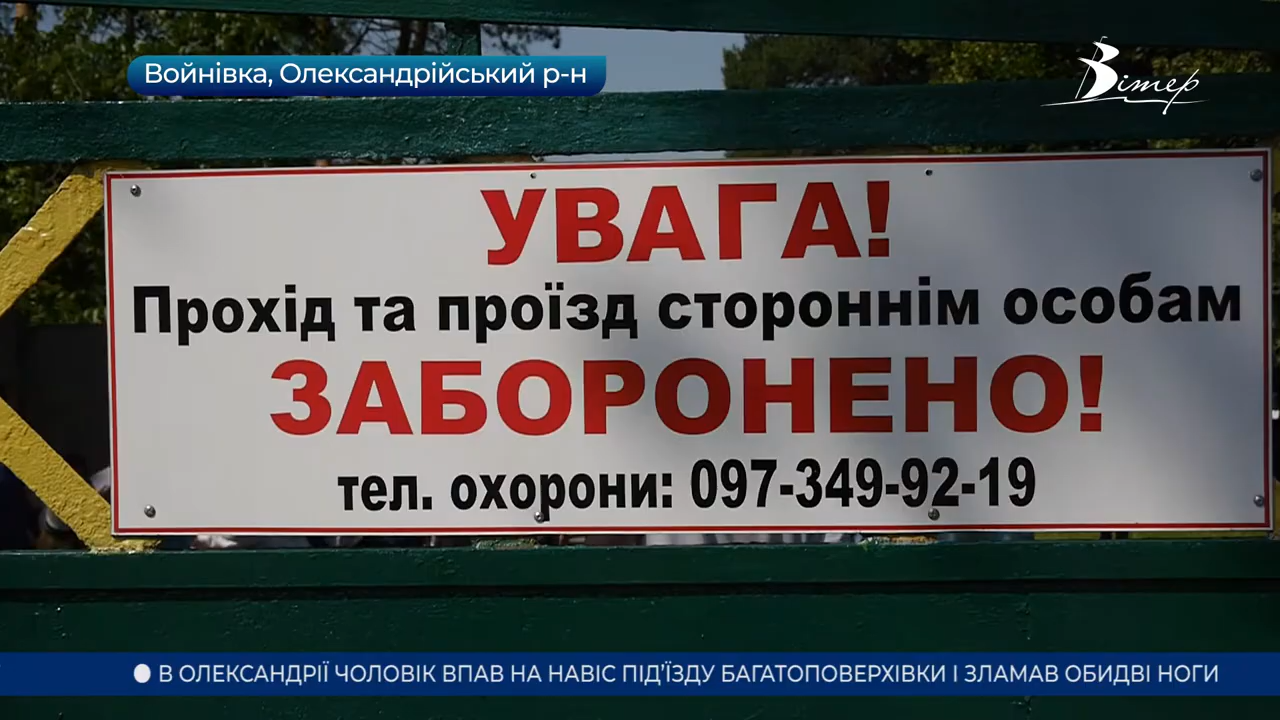 Войнівка, Олександрійський р-н
Вітер
УВАГА!
Прохід та проїзд стороннім особам
ЗАБОРОНЕНО!
тел. охорони: 097-349-92-19
В ОЛЕКСАНДРІЇ ЧОЛОВІК ВПАВ НА НАВІС ПІД'ЇЗДУ БАГАТОПОВЕРХІВКИ І ЗЛАМАВ ОБИДВІ НОГИ